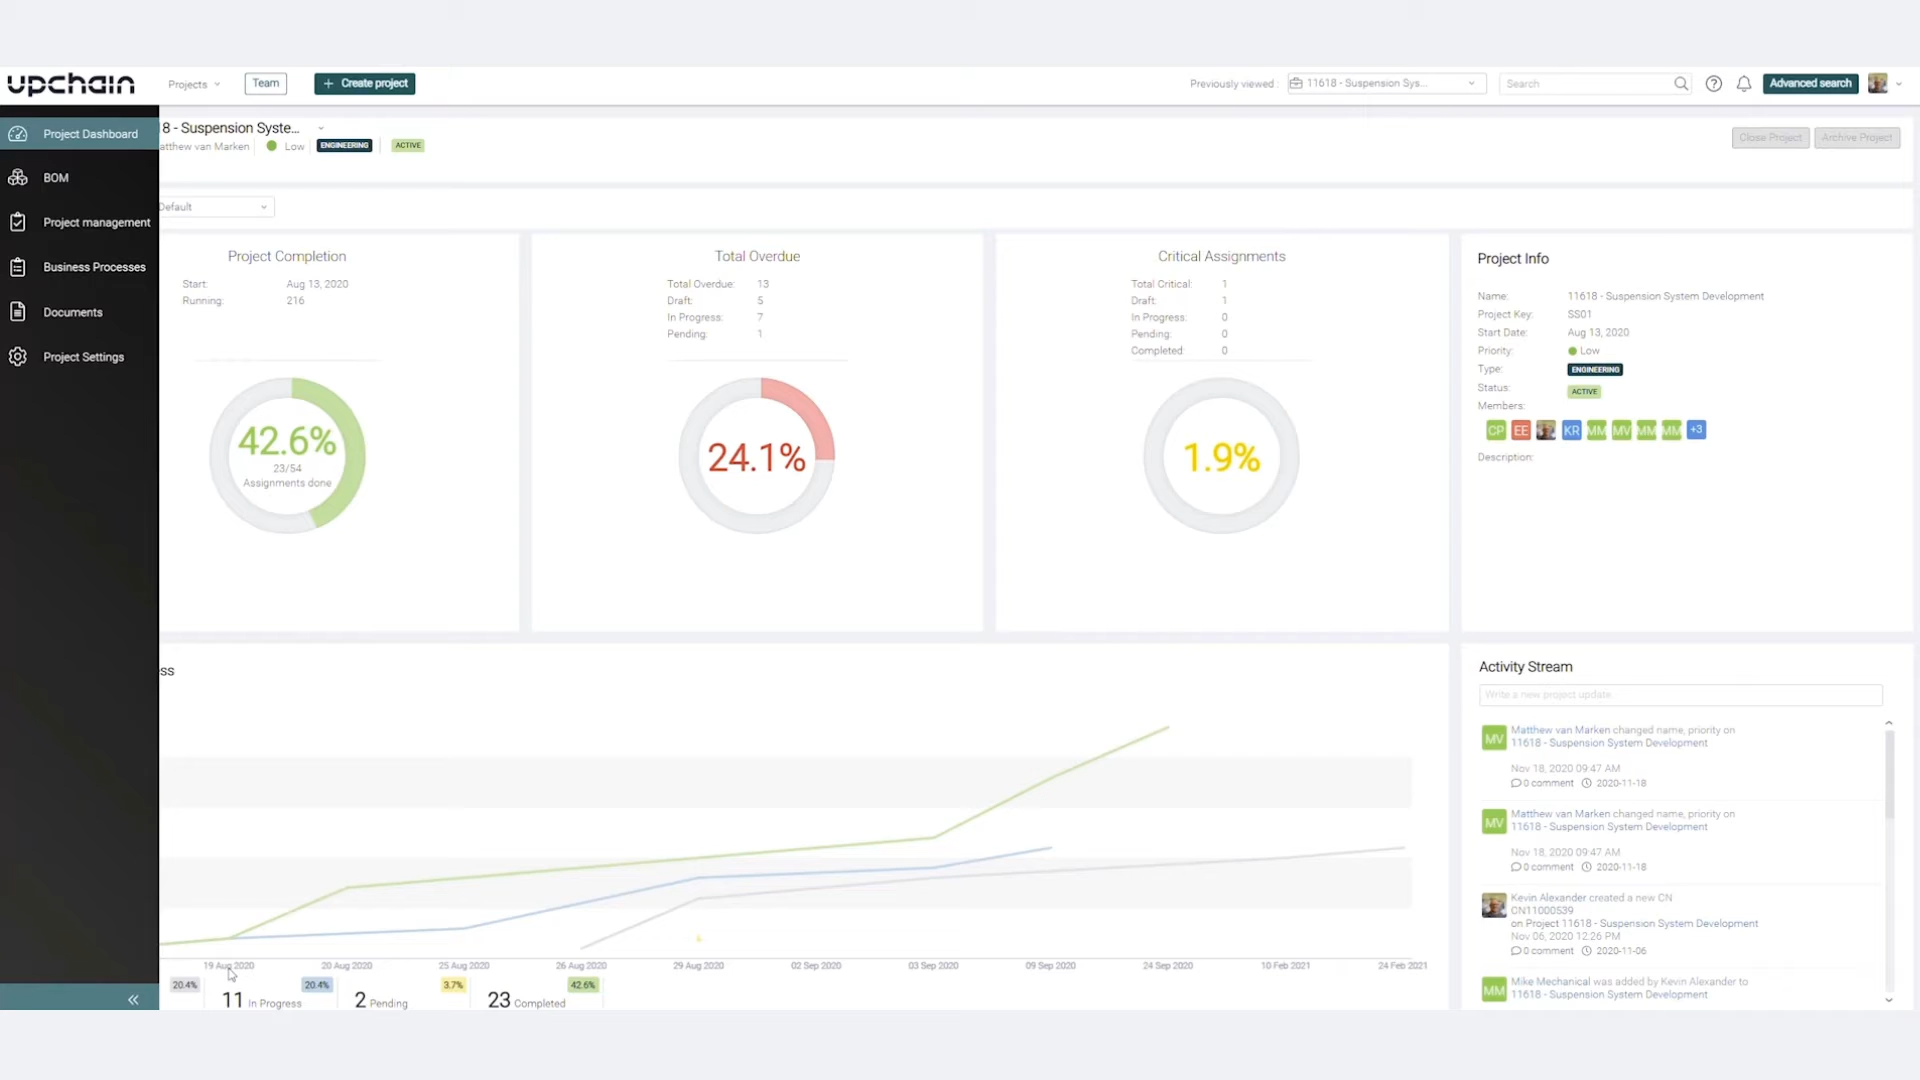 upchain
Projects
Team
+ Create project
Previously viewed :
11618 - Suspension Sys...
Search
Advanced search
Project Dashboard
BOM
Project management
Business Processes
Documents
Project Settings
18 - Suspension Syste...
atthew van Marken
Low
ENGINEERING
ACTIVE
Close Project
Archive Project
Default
Project Completion
Start: Aug 13, 2020
Running: 216
42.6%
23/54
Assignments done
Total Overdue
Total Overdue: 13
Draft: 5
In Progress: 7
Pending: 1
24.1%
Critical Assignments
Total Critical: 1
Draft: 1
In Progress: 0
Pending: 0
Completed: 0
1.9%
Project Info
Name: 11618 - Suspension System Development
Project Key: SS01
Start Date: Aug 13, 2020
Priority: Low
Type: ENGINEERING
Status: ACTIVE
Members:
CP EE KR MM MV MM MM +3
Description:
ss
19 Aug 2020 20 Aug 2020 25 Aug 2020 26 Aug 2020 29 Aug 2020 02 Sep 2020 03 Sep 2020 09 Sep 2020 24 Sep 2020 10 Feb 2021 24 Feb 2021
20.4% 20.4% 3.7% 42.6%
11 In Progress 2 Pending 23 Completed
Activity Stream
Write a new project update
MV
Matthew van Marken changed name, priority on
11618 - Suspension System Development
Nov 18, 2020 09:47 AM
0 comment 2020-11-18
MV
Matthew van Marken changed name, priority on
11618 - Suspension System Development
Nov 18, 2020 09:47 AM
0 comment 2020-11-18
Kevin Alexander created a new CN
CN11000539
on Project 11618 - Suspension System Development
Nov 06, 2020 12:26 PM
0 comment 2020-11-06
MM
Mike Mechanical was added by Kevin Alexander to
11618 - Suspension System Development